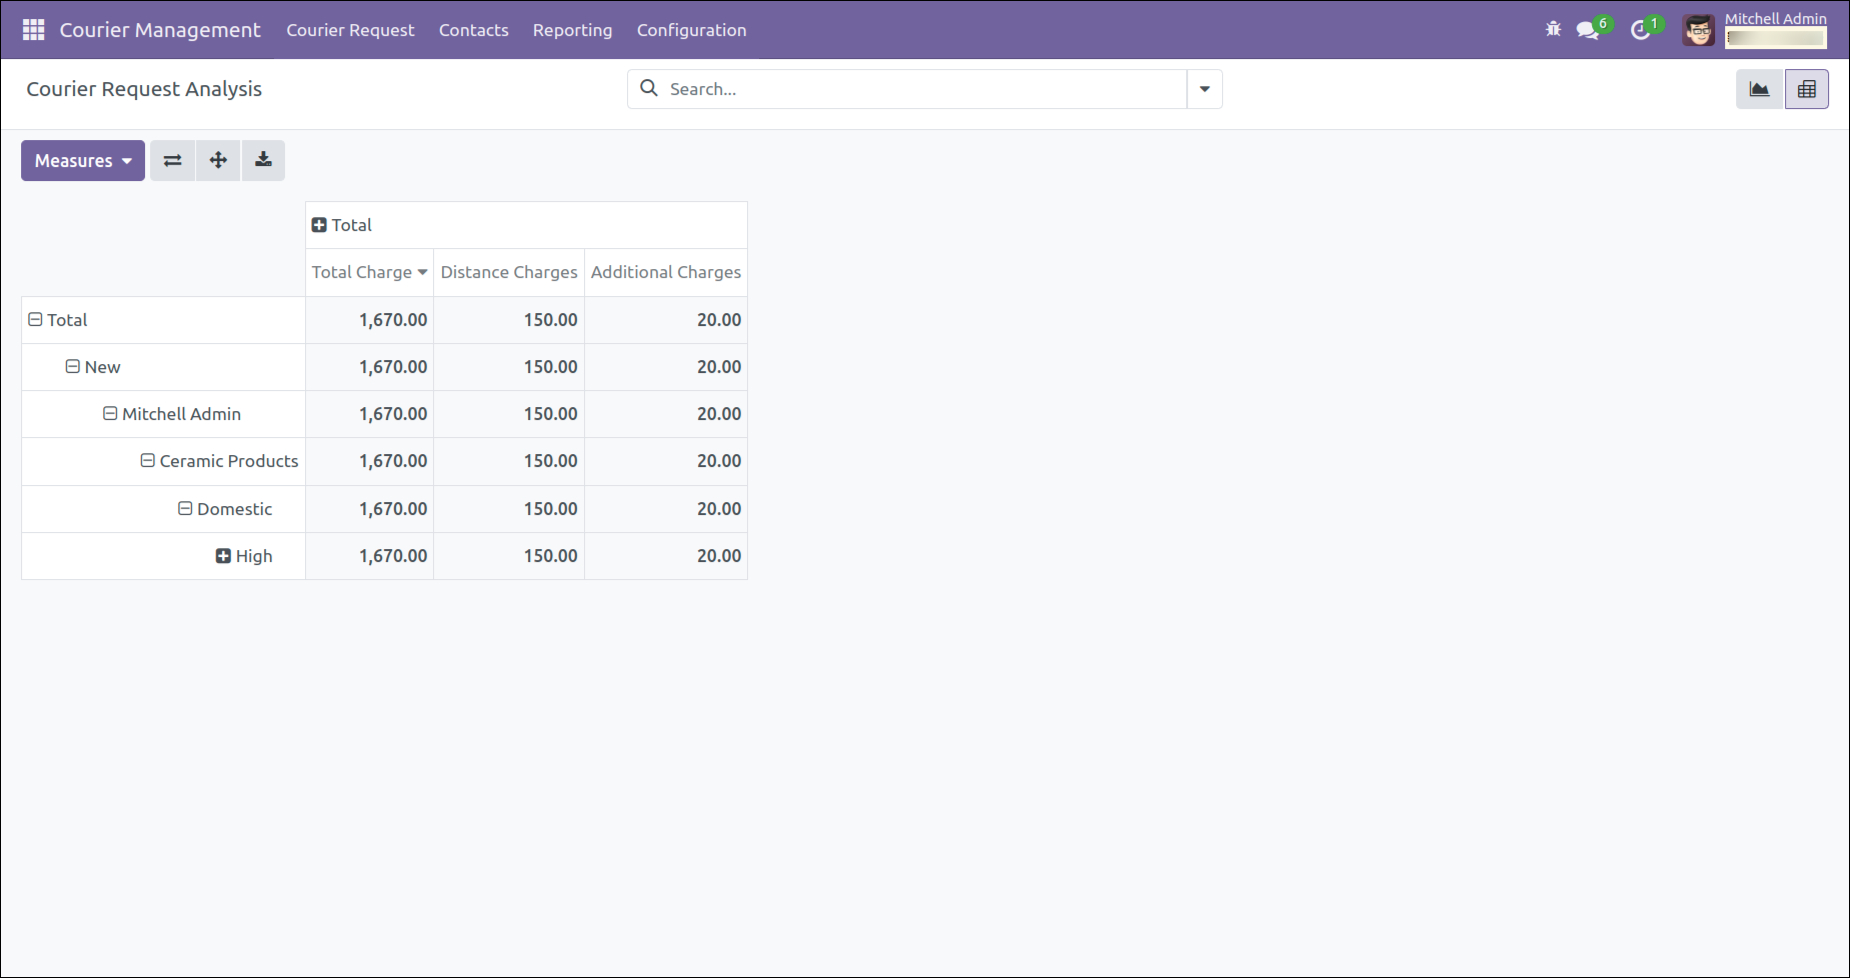 Courier Management Courier Request Contacts Reporting Configuration 6 1 Mitchell Admin
Courier Request Analysis Search...
Measures
Total
Total Charge Distance Charges Additional Charges
Total 1,670.00 150.00 20.00
New 1,670.00 150.00 20.00
Mitchell Admin 1,670.00 150.00 20.00
Ceramic Products 1,670.00 150.00 20.00
Domestic 1,670.00 150.00 20.00
High 1,670.00 150.00 20.00